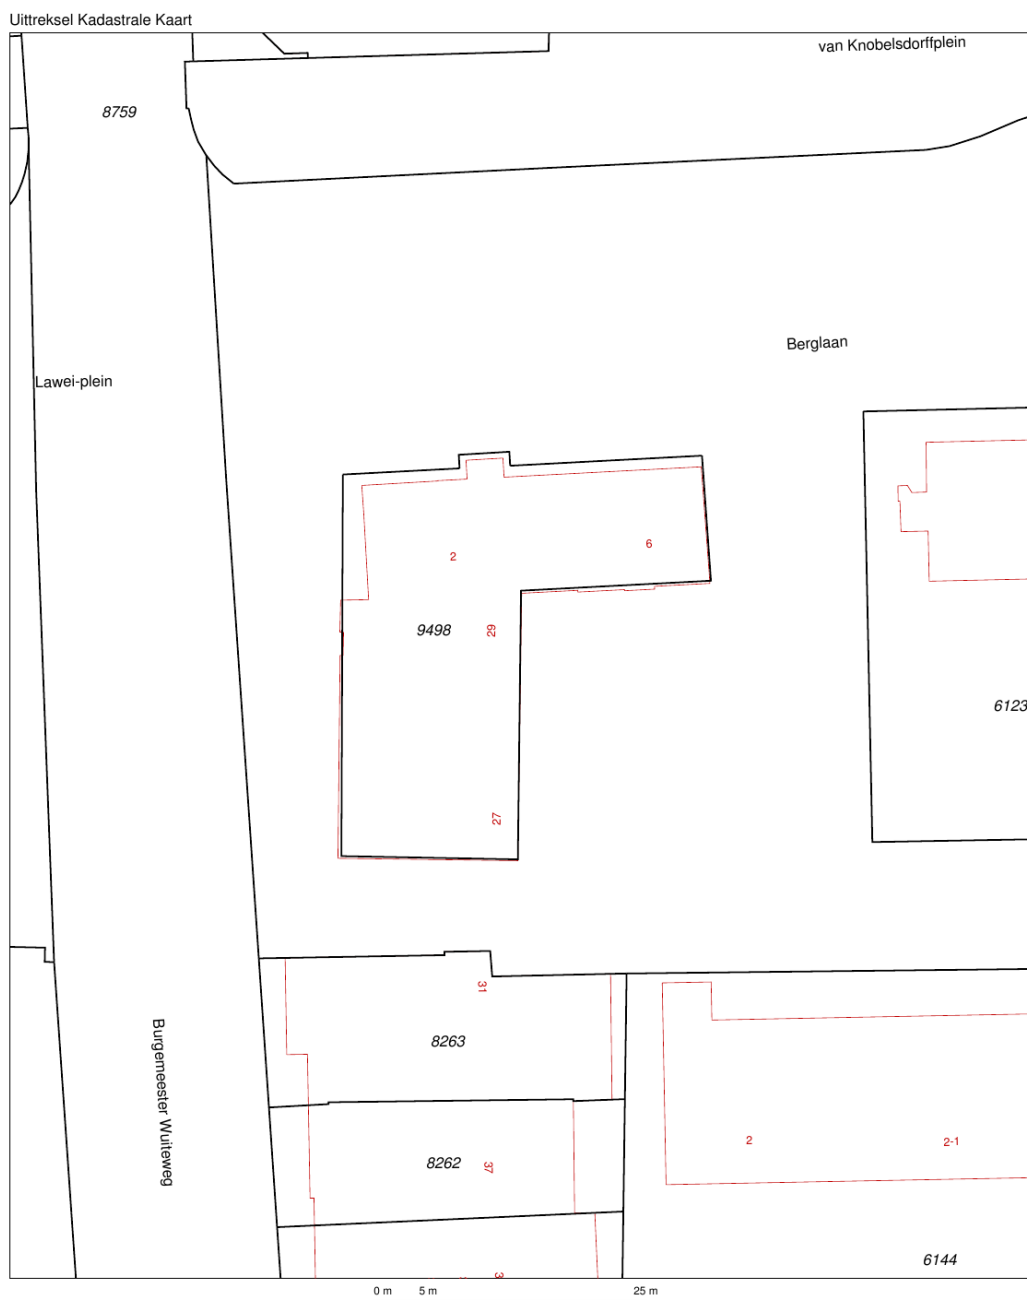 Uittreksel Kadastrale Kaart
van Knobelsdorffplein
8759
Berglaan
Lawei-plein
2
6
9498
29
6123
27
31
8263
Burgemeester Wuiteweg
8262
37
2
2-1
6144
0 m 5 m 25 m